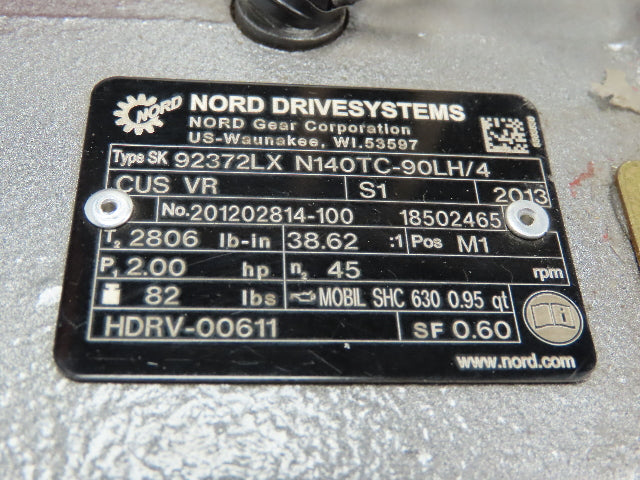 NORD NORD DRIVESYSTEMS
NORD Gear Corporation
US-Waunakee, WI.53597
Type SK 92372LX N140TC-90LH/4
CUS VR S1 2013
No. 201202814-100 18502465
T₂ 2806 lb-in 38.62 :1 Pos M1
P₁ 2.00 hp n₂ 45 rpm
82 lbs MOBIL SHC 630 0.95 qt
HDRV-00611 SF 0.60
www.nord.com